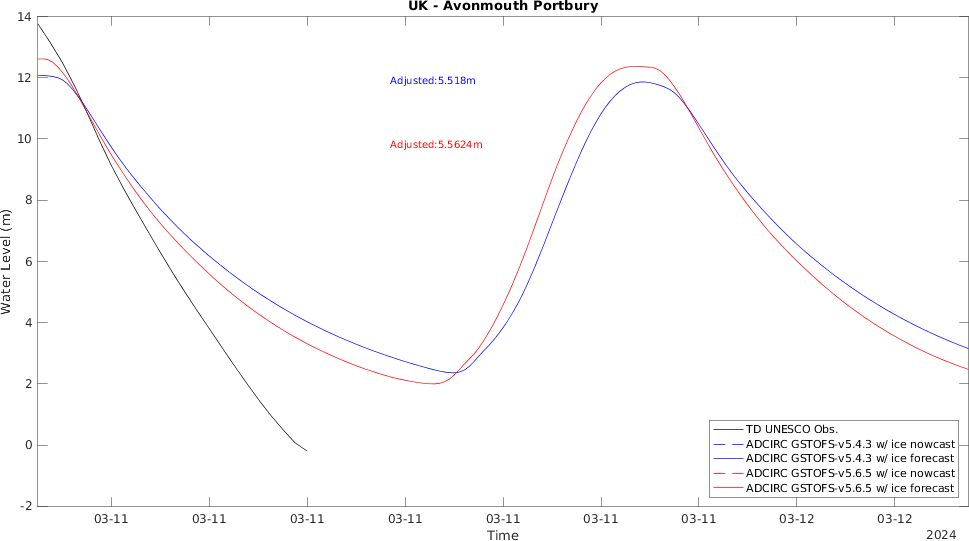 UK - Avonmouth Portbury
14
12
10
8
6
4
2
0
-2
Water Level (m)
Adjusted:5.518m
Adjusted:5.5624m
TD UNESCO Obs.
ADCIRC GSTOFS-v5.4.3 w/ ice nowcast
ADCIRC GSTOFS-v5.4.3 w/ ice forecast
ADCIRC GSTOFS-v5.6.5 w/ ice nowcast
ADCIRC GSTOFS-v5.6.5 w/ ice forecast
03-11 03-11 03-11 03-11 03-11 03-11 03-11 03-12 03-12
Time
2024